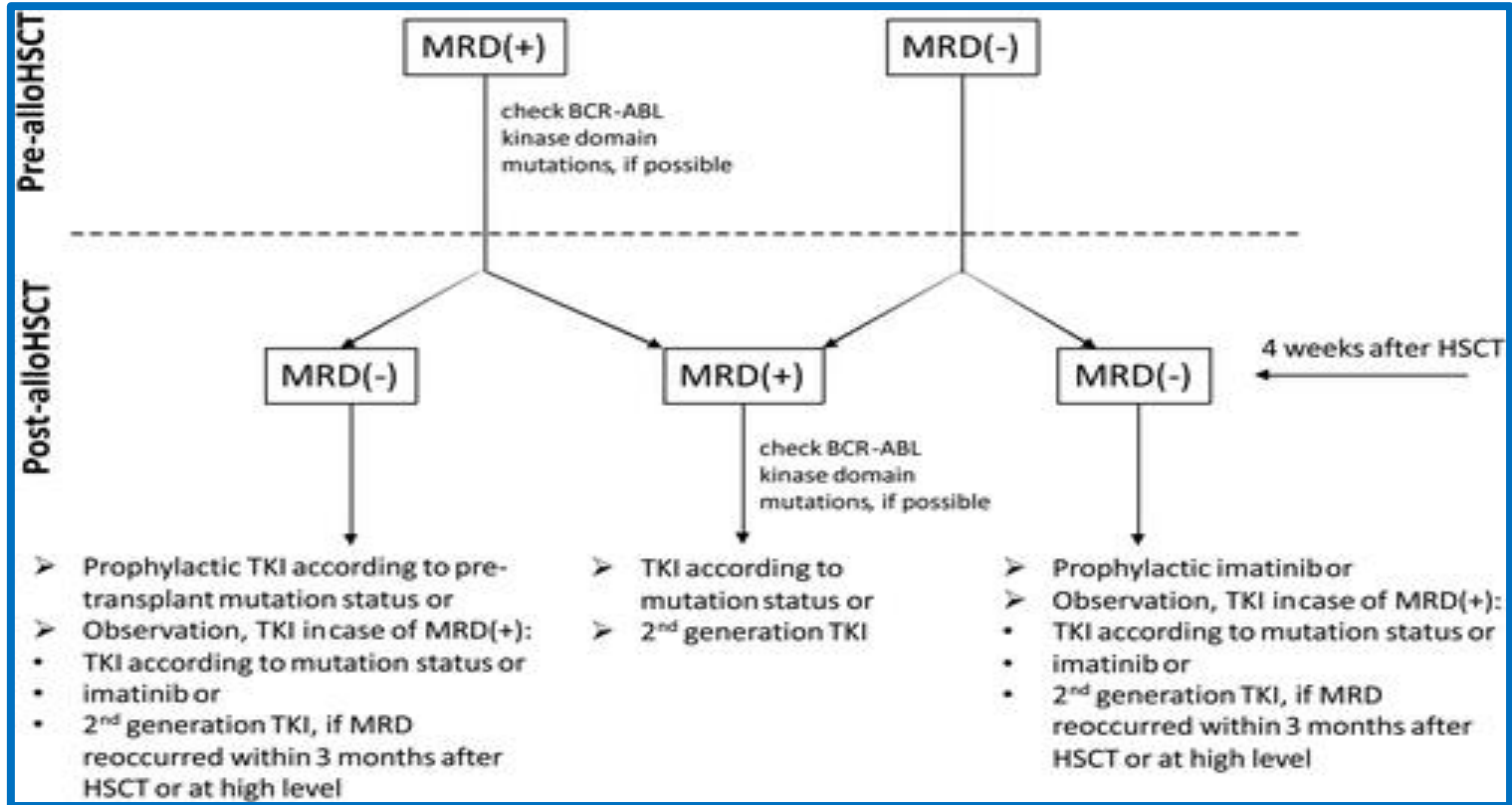 Pre-alloHSCT
MRD(+)
MRD(-)
check BCR-ABL
kinase domain
mutations, if possible
Post-alloHSCT
MRD(-)
MRD(+)
MRD(-)
4 weeks after HSCT
check BCR-ABL
kinase domain
mutations, if possible
➢ Prophylactic TKI according to pre-
transplant mutation status or
➢ Observation, TKI in case of MRD(+):
• TKI according to mutation status or
• imatinib or
• 2nd generation TKI, if MRD
reoccurred within 3 months after
HSCT or at high level
➢ TKI according to
mutation status or
➢ 2nd generation TKI
➢ Prophylactic imatinib or
➢ Observation, TKI in case of MRD(+):
• TKI according to mutation status or
• imatinib or
• 2nd generation TKI, if MRD
reoccurred within 3 months after
HSCT or at high level